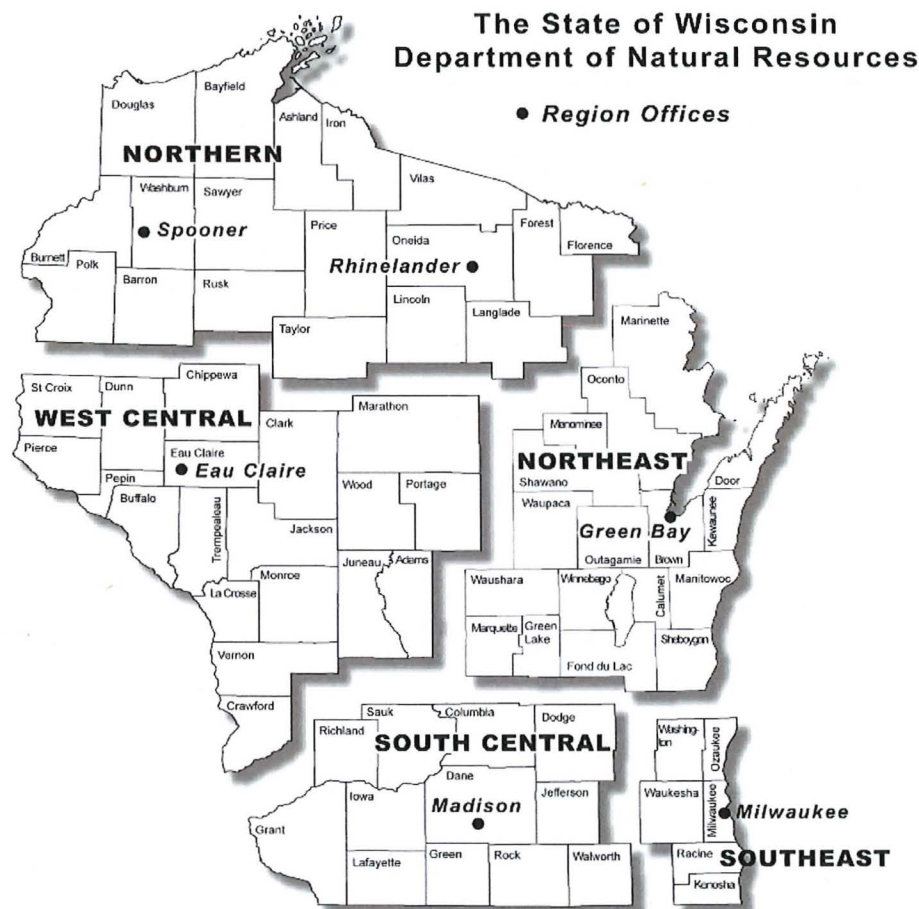 The State of Wisconsin
Department of Natural Resources
Region Offices
NORTHERN
Douglas
Bayfield
Ashland
Iron
Vilas
Washburn
Sawyer
Spooner
Price
Oneida
Forest
Florence
Rhinelander
Burnett
Polk
Barron
Rusk
Lincoln
Langlade
Taylor
WEST CENTRAL
St Croix
Dunn
Chippewa
Clark
Marathon
Pierce
Eau Claire
Eau Claire
Pepin
Buffalo
Wood
Portage
Trempealeau
Jackson
Juneau
Adams
Monroe
La Crosse
Vernon
Crawford
NORTHEAST
Marinette
Oconto
Menominee
Shawano
Door
Waupaca
Green Bay
Kewaunee
Outagamie
Brown
Waushara
Winnebago
Calumet
Manitowoc
Marquette
Green
Lake
Fond du Lac
Sheboygan
SOUTH CENTRAL
Sauk
Columbia
Dodge
Richland
Dane
Iowa
Madison
Jefferson
Grant
Lafayette
Green
Rock
Walworth
Washing-
ton
Ozaukee
Waukesha
Milwaukee
Milwaukee
Racine
SOUTHEAST
Kenosha